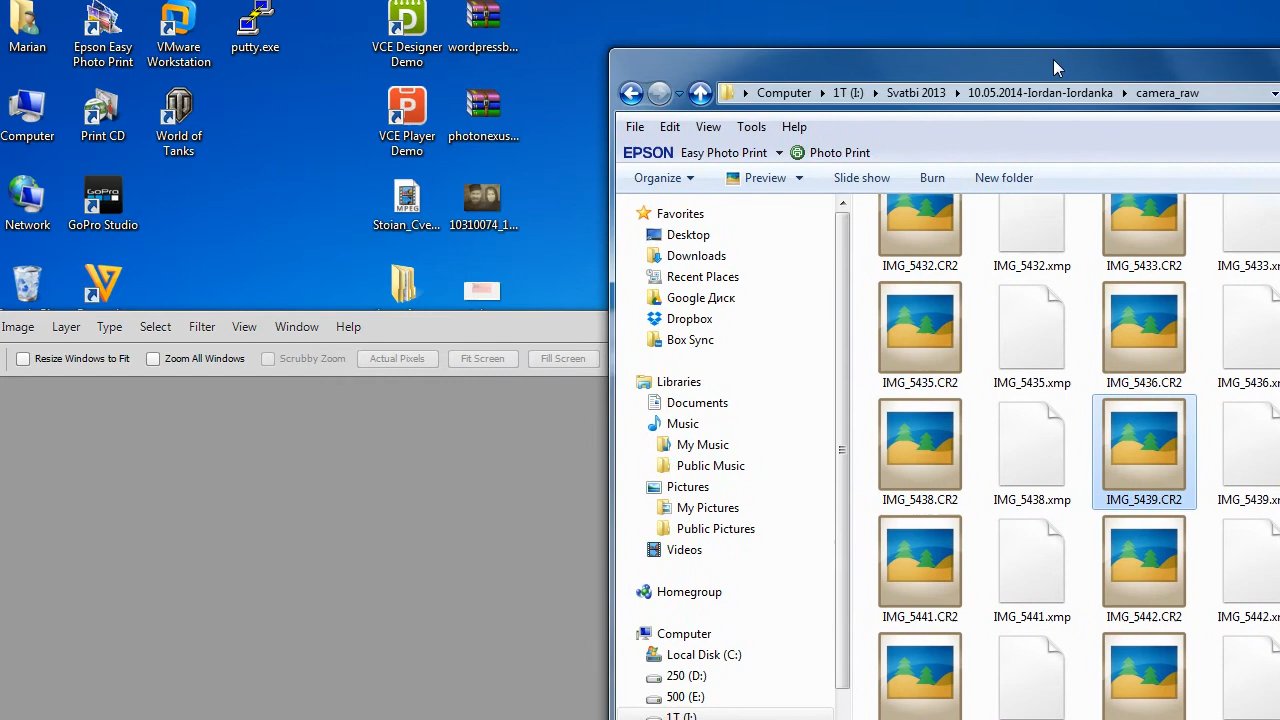 Marian
Epson Easy Photo Print
VMware Workstation
putty.exe
VCE Designer Demo
wordpressb...
Computer
Print CD
World of Tanks
VCE Player Demo
photonexus...
Network
GoPro Studio
MPEG
Stoian_Cve...
10310074_1...
Image Layer Type Select Filter View Window Help
Resize Windows to Fit Zoom All Windows Scrubby Zoom Actual Pixels Fit Screen Fill Screen
Computer 1T (I:) Svatbi 2013 10.05.2014-Iordan-Iordanka camera_raw
File Edit View Tools Help
EPSON Easy Photo Print Photo Print
Organize Preview Slide show Burn New folder
Favorites
Desktop
Downloads
Recent Places
Google Диск
Dropbox
Box Sync
Libraries
Documents
Music
My Music
Public Music
Pictures
My Pictures
Public Pictures
Videos
Homegroup
Computer
Local Disk (C:)
250 (D:)
500 (E:)
1T (I:)
IMG_5432.CR2 IMG_5432.xmp IMG_5433.CR2 IMG_5433.xm
IMG_5435.CR2 IMG_5435.xmp IMG_5436.CR2 IMG_5436.xm
IMG_5438.CR2 IMG_5438.xmp IMG_5439.CR2 IMG_5439.xm
IMG_5441.CR2 IMG_5441.xmp IMG_5442.CR2 IMG_5442.xm